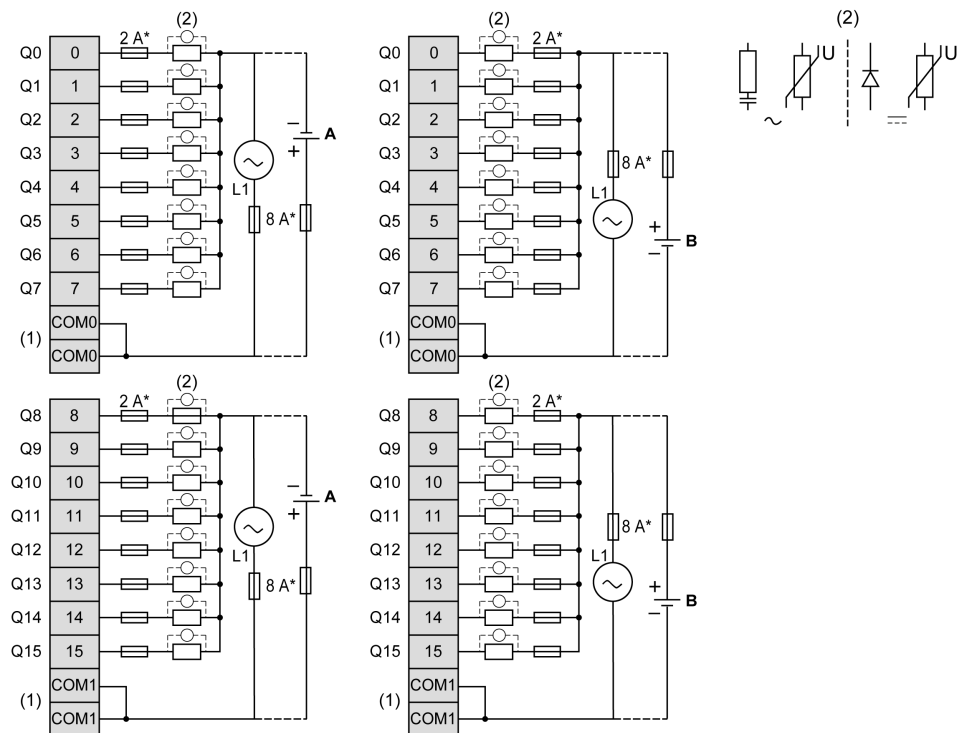 (2)
2 A*
Q0 0
Q1 1
Q2 2
Q3 3
Q4 4
Q5 5
Q6 6
Q7 7
(1)
COM0
COM0
L1
8 A*
− A
+
(2)
2 A*
Q0 0
Q1 1
Q2 2
Q3 3
Q4 4
Q5 5
Q6 6
Q7 7
(1)
COM0
COM0
8 A*
L1
+
− B
(2)
U
U
(2)
2 A*
Q8 8
Q9 9
Q10 10
Q11 11
Q12 12
Q13 13
Q14 14
Q15 15
(1)
COM1
COM1
L1
8 A*
− A
+
(2)
2 A*
Q8 8
Q9 9
Q10 10
Q11 11
Q12 12
Q13 13
Q14 14
Q15 15
(1)
COM1
COM1
8 A*
L1
+
− B